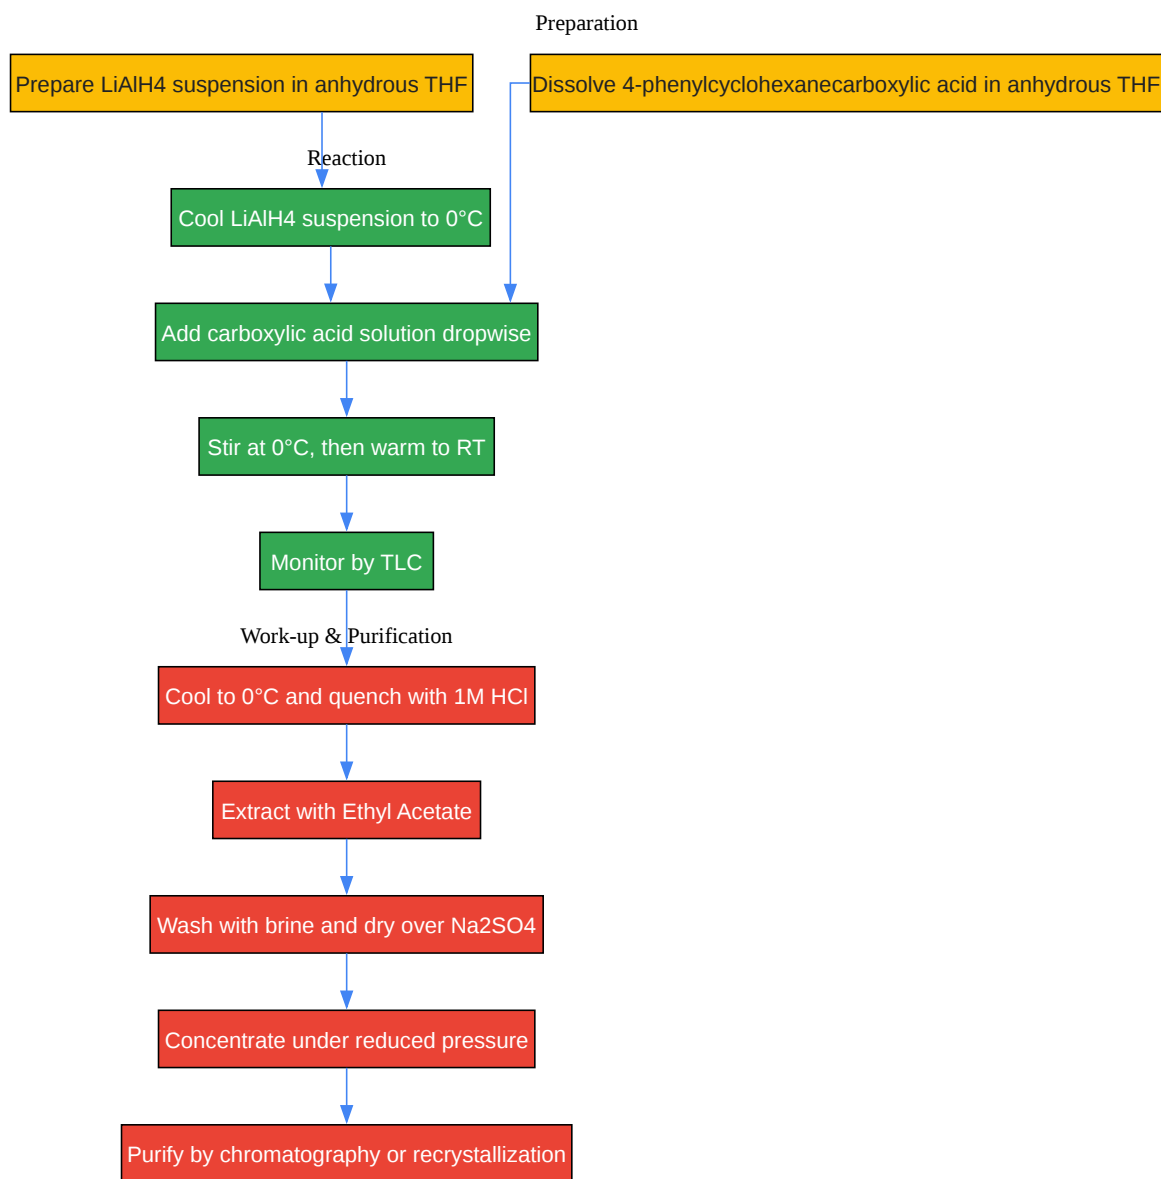 Preparation
Prepare LiAlH4 suspension in anhydrous THF
Dissolve 4-phenylcyclohexanecarboxylic acid in anhydrous THF
Reaction
Cool LiAlH4 suspension to 0°C
Add carboxylic acid solution dropwise
Stir at 0°C, then warm to RT
Monitor by TLC
Work-up & Purification
Cool to 0°C and quench with 1M HCl
Extract with Ethyl Acetate
Wash with brine and dry over Na2SO4
Concentrate under reduced pressure
Purify by chromatography or recrystallization